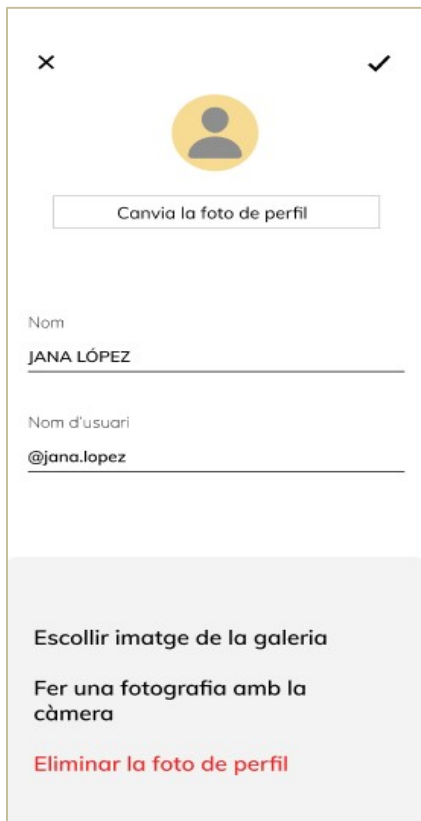 Canvia la foto de perfil
Nom
JANA LÓPEZ
Nom d'usuari
@jana.lopez
Escollir imatge de la galeria
Fer una fotografia amb la
càmera
Eliminar la foto de perfil